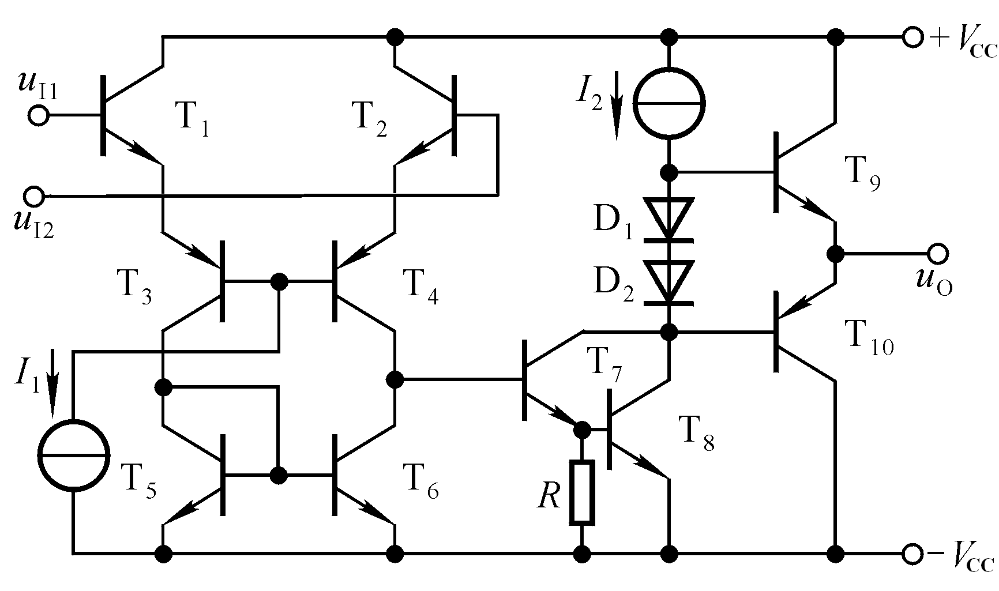 + V_CC
u_I1
T_1
T_2
I_2
T_9
u_I2
D_1
u_O
T_3
T_4
D_2
T_10
I_1
T_7
T_8
T_5
T_6
R
− V_CC